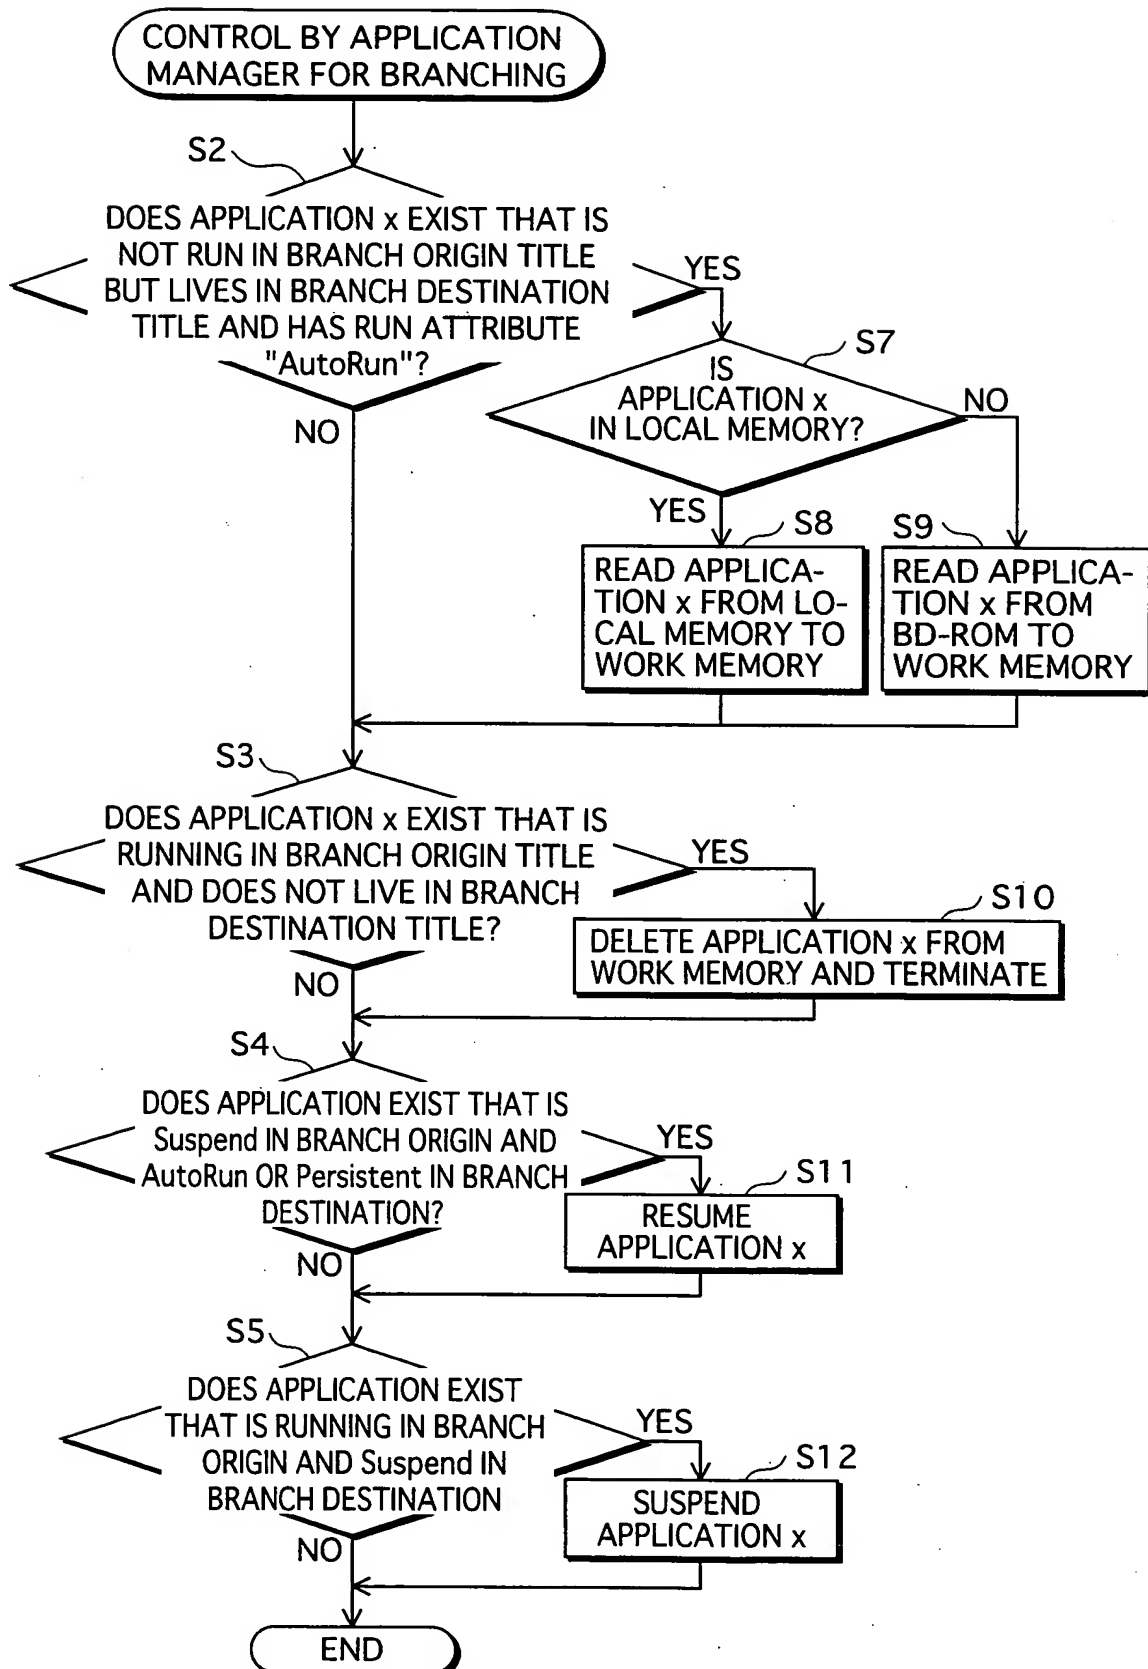 CONTROL BY APPLICATION
MANAGER FOR BRANCHING
S2
DOES APPLICATION x EXIST THAT IS
NOT RUN IN BRANCH ORIGIN TITLE
BUT LIVES IN BRANCH DESTINATION
TITLE AND HAS RUN ATTRIBUTE
"AutoRun"?
YES
NO
S7
IS
APPLICATION x
IN LOCAL MEMORY?
NO
YES
S8
READ APPLICA-
TION x FROM LO-
CAL MEMORY TO
WORK MEMORY
S9
READ APPLICA-
TION x FROM
BD-ROM TO
WORK MEMORY
S3
DOES APPLICATION x EXIST THAT IS
RUNNING IN BRANCH ORIGIN TITLE
AND DOES NOT LIVE IN BRANCH
DESTINATION TITLE?
YES
NO
S10
DELETE APPLICATION x FROM
WORK MEMORY AND TERMINATE
S4
DOES APPLICATION EXIST THAT IS
Suspend IN BRANCH ORIGIN AND
AutoRun OR Persistent IN BRANCH
DESTINATION?
YES
NO
S11
RESUME
APPLICATION x
S5
DOES APPLICATION EXIST
THAT IS RUNNING IN BRANCH
ORIGIN AND Suspend IN
BRANCH DESTINATION
YES
NO
S12
SUSPEND
APPLICATION x
END